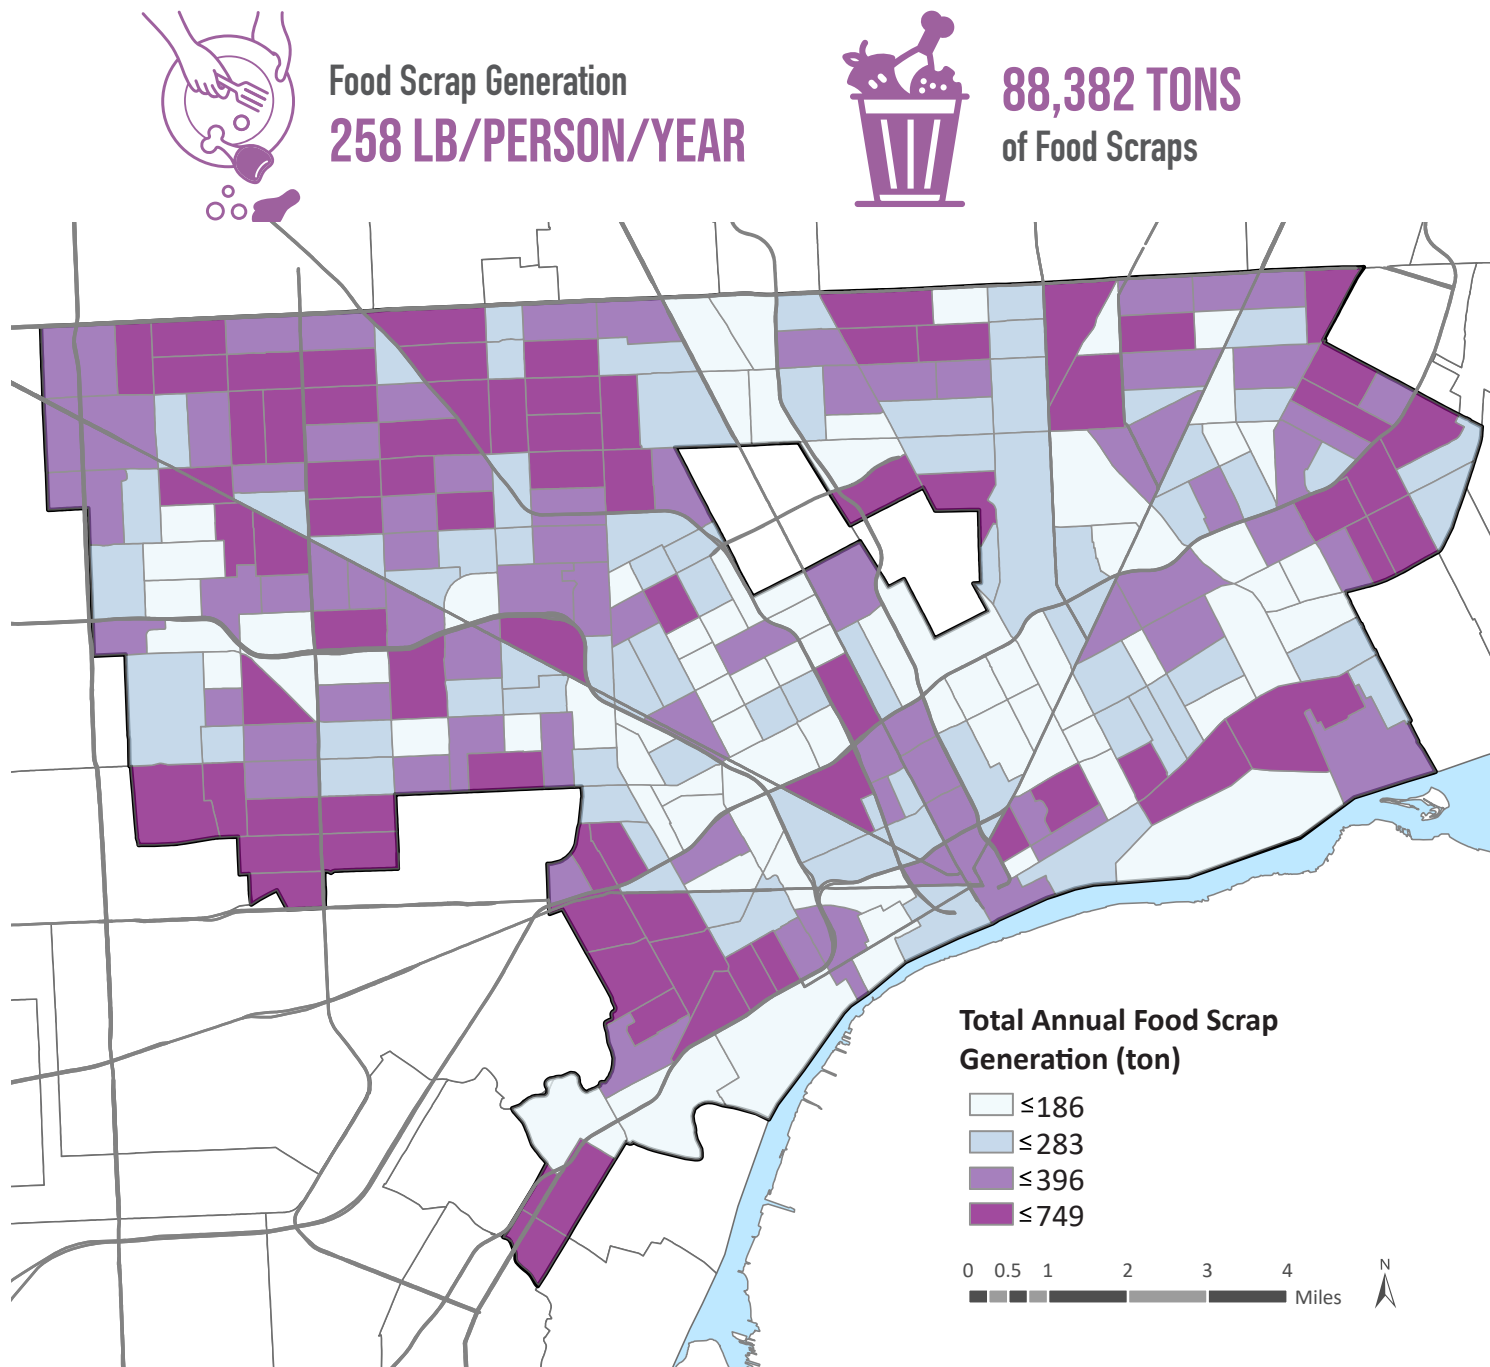 Food Scrap Generation
258 LB/PERSON/YEAR
88,382 TONS
of Food Scraps
Total Annual Food Scrap
Generation (ton)
≤186
≤283
≤396
≤749
0 0.5 1 2 3 4
Miles
N